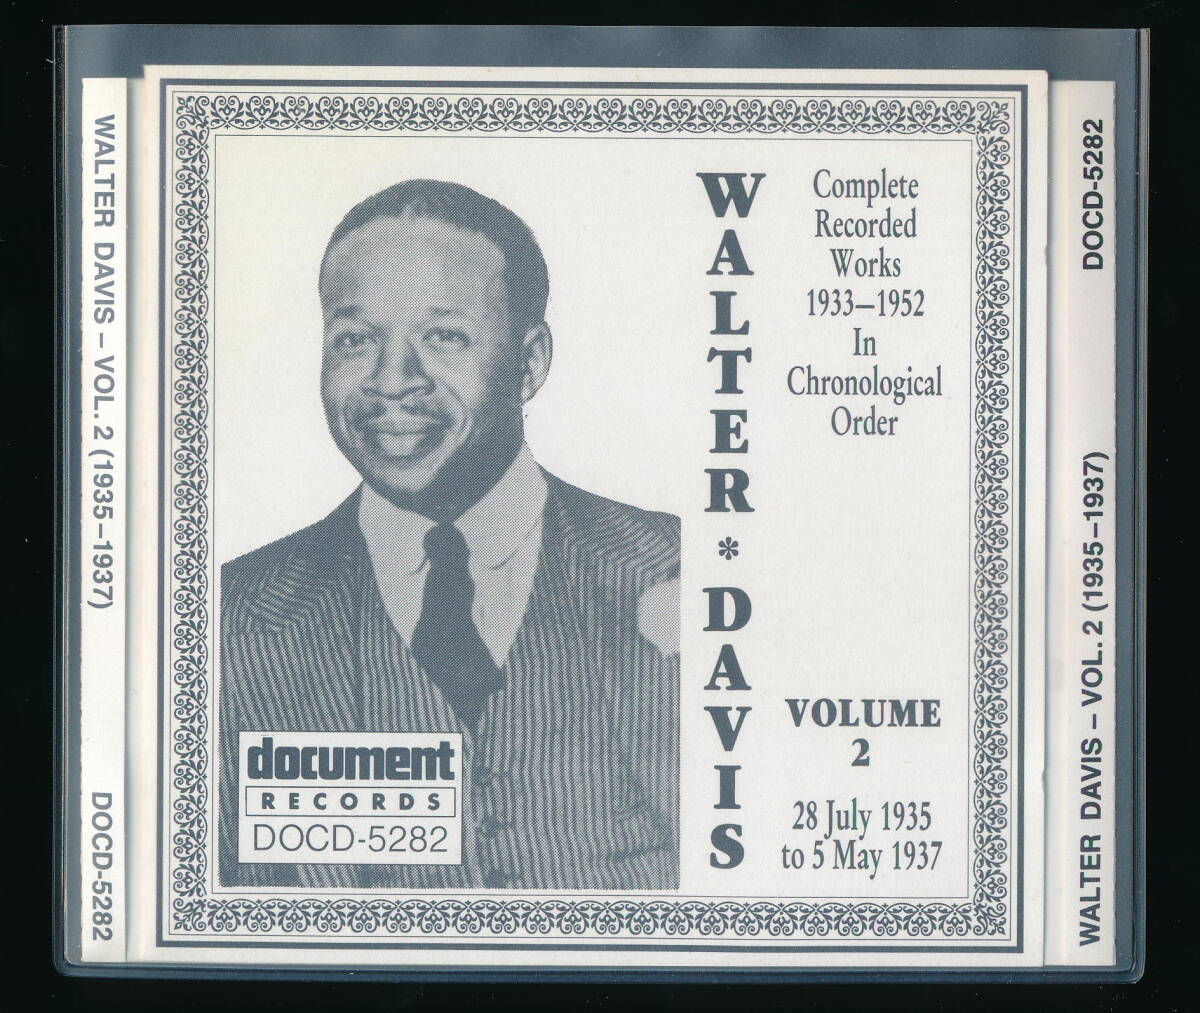 WALTER DAVIS – VOL. 2 (1935–1937) DOCD-5282
WALTER * DAVIS
Complete
Recorded
Works
1933–1952
In
Chronological
Order
VOLUME
2
28 July 1935
to 5 May 1937
document
RECORDS
DOCD-5282
WALTER DAVIS – VOL. 2 (1935–1937) DOCD-5282